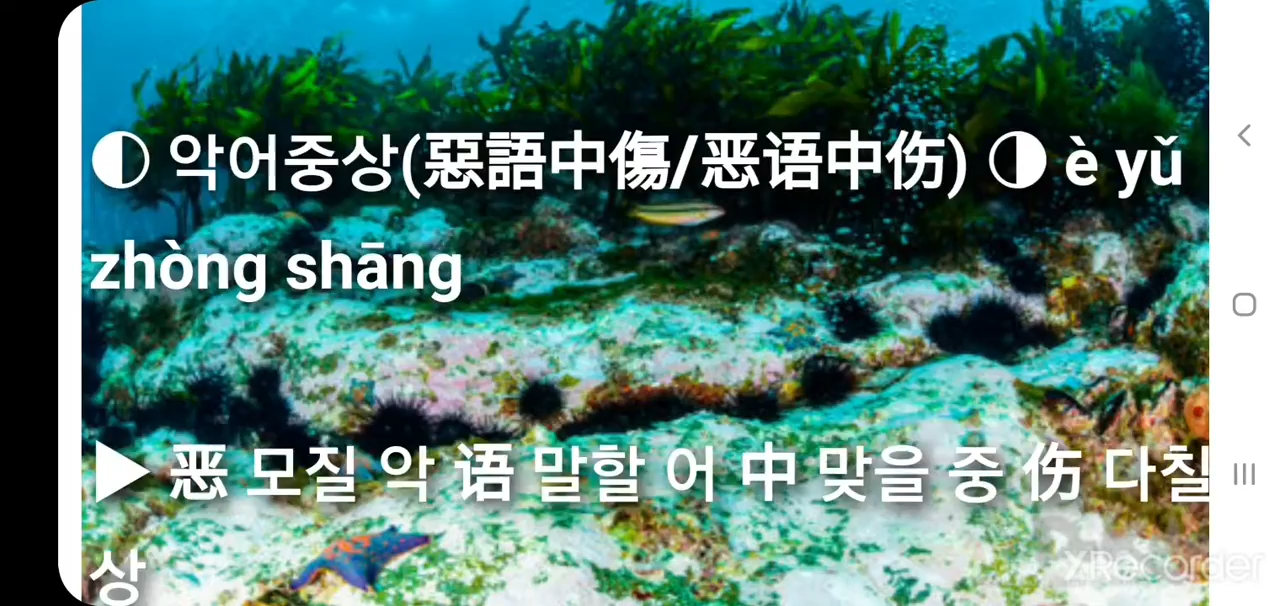 ◐ 악어중상(惡語中傷/恶语中伤) ◑ è yǔ
zhòng shāng
▶ 恶 모질 악 语 말할 어 中 맞을 중 伤 다칠
상
XRecorder